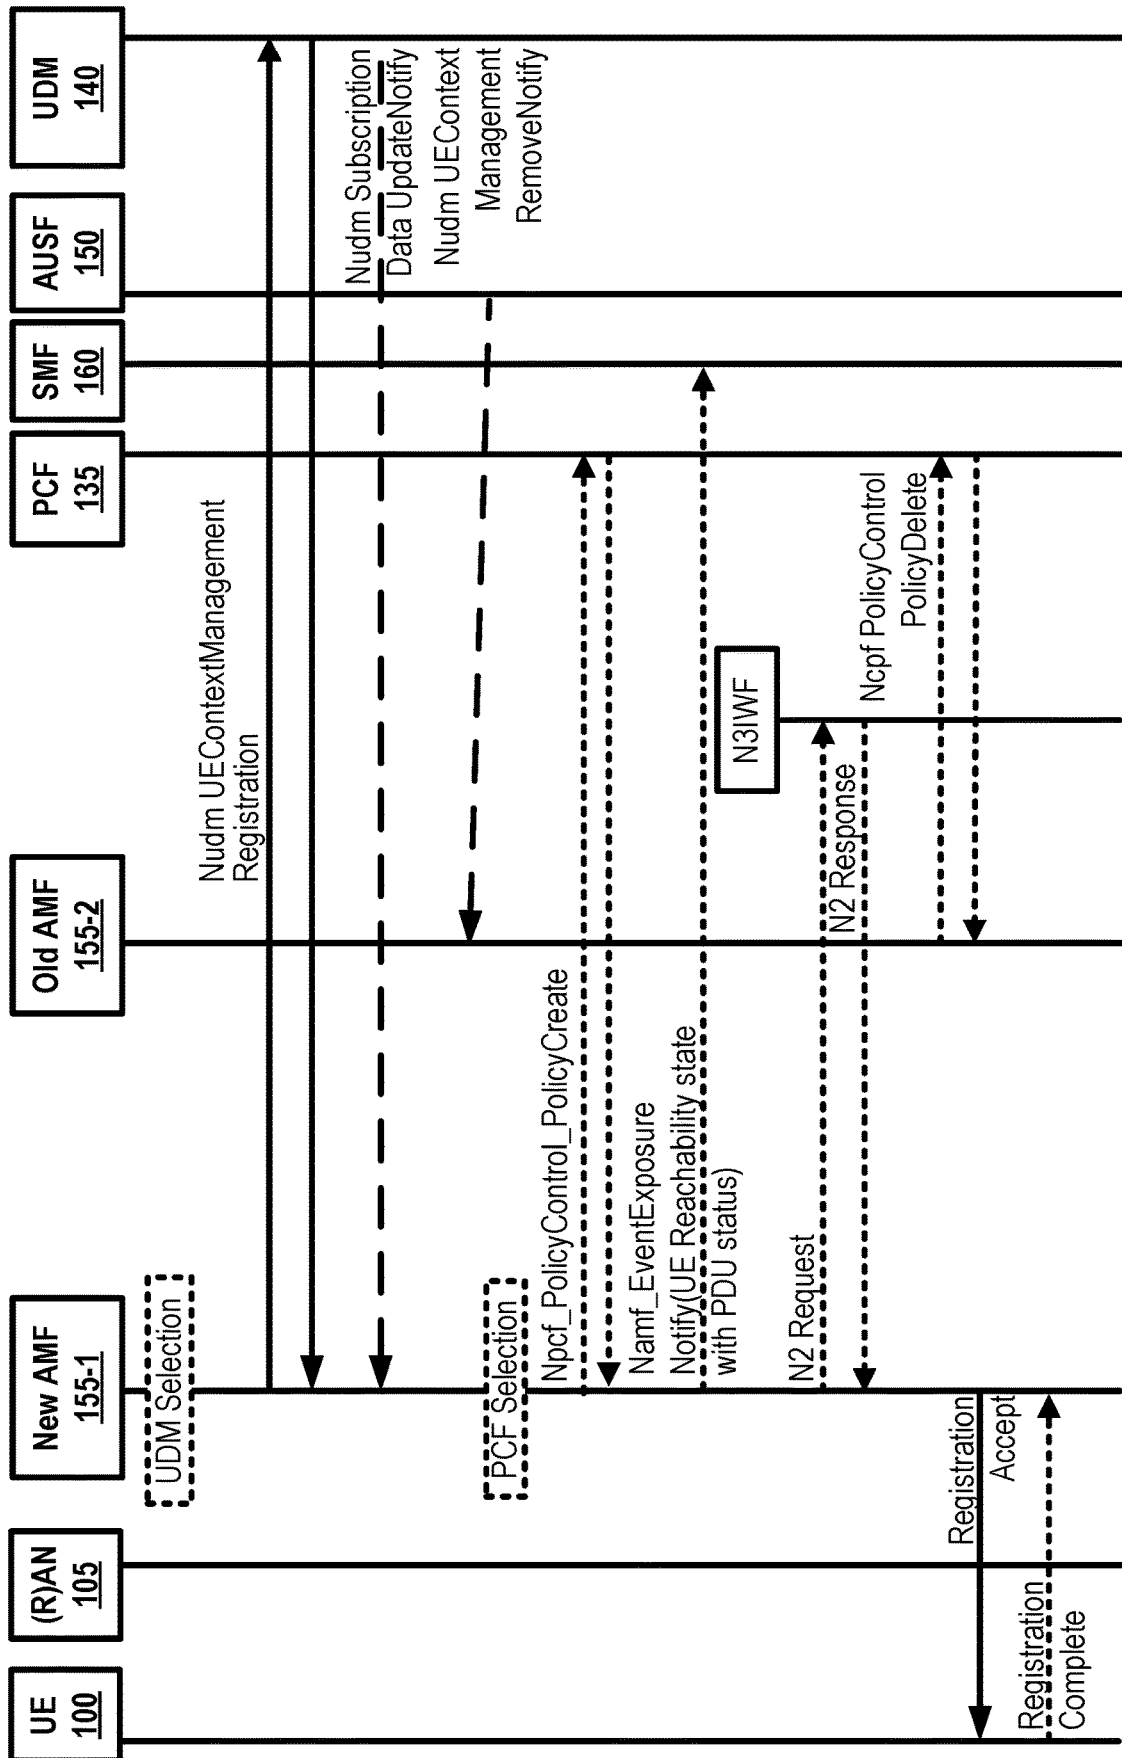 UE
100
(R)AN
105
New AMF
155-1
Old AMF
155-2
PCF
135
SMF
160
AUSF
150
UDM
140
UDM Selection
Nudm UEContextManagement
Registration
Nudm Subscription
Data UpdateNotify
Nudm UEContext
Management
RemoveNotify
PCF Selection
Npcf_PolicyControl_PolicyCreate
Namf_EventExposure
Notify(UE Reachability state
with PDU status)
N3IWF
N2 Request
N2 Response
Ncpf PolicyControl
PolicyDelete
Registration
Accept
Registration
Complete